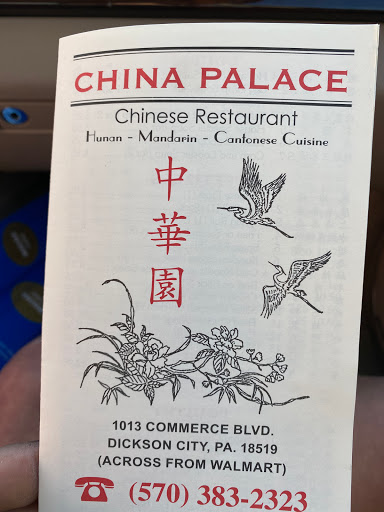 CHINA PALACE
Chinese Restaurant
Hunan - Mandarin - Cantonese Cuisine
中
華
園
1013 COMMERCE BLVD.
DICKSON CITY, PA. 18519
(ACROSS FROM WALMART)
☎ (570) 383-2323